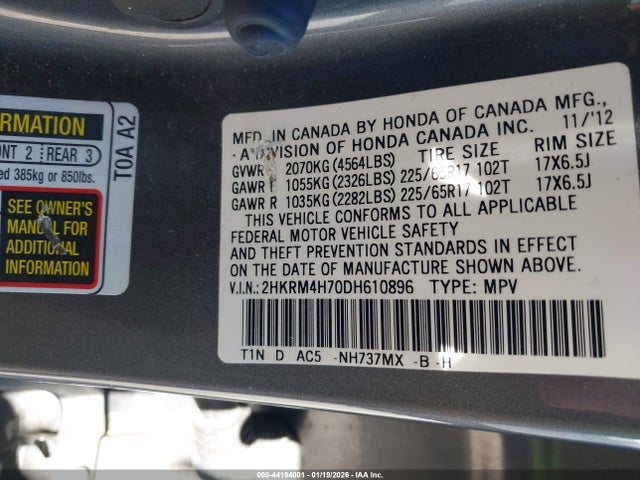 RMATION
ONT 2 REAR 3
ed 385kg or 850lbs.
SEE OWNER'S
MANUAL FOR
ADDITIONAL
INFORMATION
T0A A2
MFD. IN CANADA BY HONDA OF CANADA MFG.,
A DIVISION OF HONDA CANADA INC. 11/'12
GVWR 2070KG (4564LBS) TIRE SIZE RIM SIZE
GAWR F 1055KG (2326LBS) 225/65R17 102T 17X6.5J
GAWR R 1035KG (2282LBS) 225/65R17 102T 17X6.5J
THIS VEHICLE CONFORMS TO ALL APPLICABLE
FEDERAL MOTOR VEHICLE SAFETY
AND THEFT PREVENTION STANDARDS IN EFFECT
ON THE DATE OF MANUFACTURE SHOWN ABOVE.
V.I.N.: 2HKRM4H70DH610896 TYPE: MPV
T1N D AC5 -NH737MX -B -H
000-44194001 - 01/19/2026 - IAA Inc.